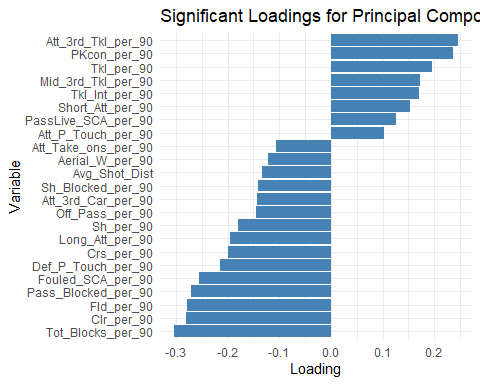 Significant Loadings for Principal Compo
Att_3rd_Tkl_per_90
PKcon_per_90
Tkl_per_90
Mid_3rd_Tkl_per_90
Tkl_Int_per_90
Short_Att_per_90
PassLive_SCA_per_90
Att_P_Touch_per_90
Att_Take_ons_per_90
Aerial_W_per_90
Avg_Shot_Dist
Sh_Blocked_per_90
Att_3rd_Car_per_90
Off_Pass_per_90
Sh_per_90
Long_Att_per_90
Crs_per_90
Def_P_Touch_per_90
Fouled_SCA_per_90
Pass_Blocked_per_90
Fld_per_90
Clr_per_90
Tot_Blocks_per_90
Variable
-0.3 -0.2 -0.1 0.0 0.1 0.2
Loading